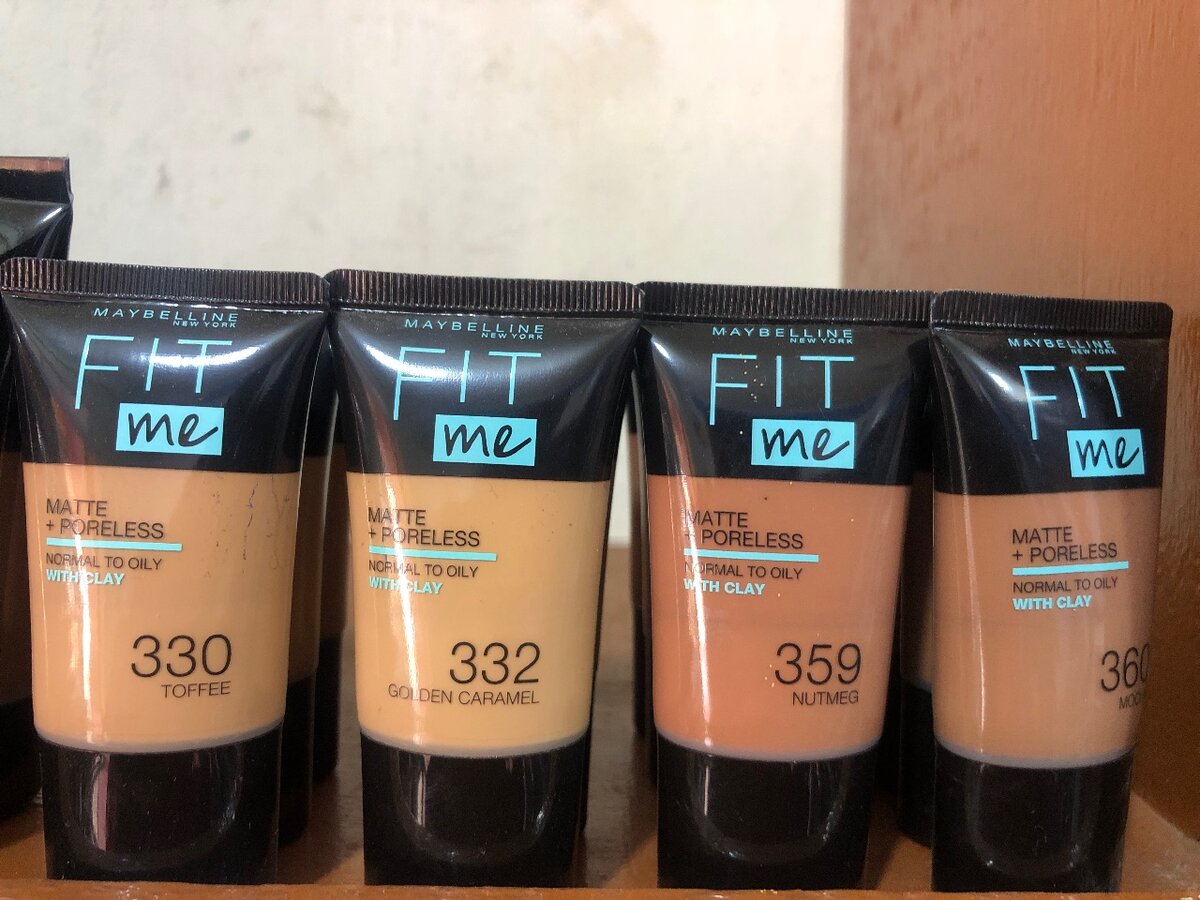 MAYBELLINE
NEW YORK
FIT
me
MATTE
+ PORELESS
NORMAL TO OILY
WITH CLAY
330
TOFFEE
MAYBELLINE
NEW YORK
FIT
me
MATTE
+ PORELESS
NORMAL TO OILY
WITH CLAY
332
GOLDEN CARAMEL
MAYBELLINE
NEW YORK
FIT
me
MATTE
+ PORELESS
NORMAL TO OILY
WITH CLAY
359
NUTMEG
MAYBELLINE
NEW YORK
FIT
me
MATTE
+ PORELESS
NORMAL TO OILY
WITH CLAY
360